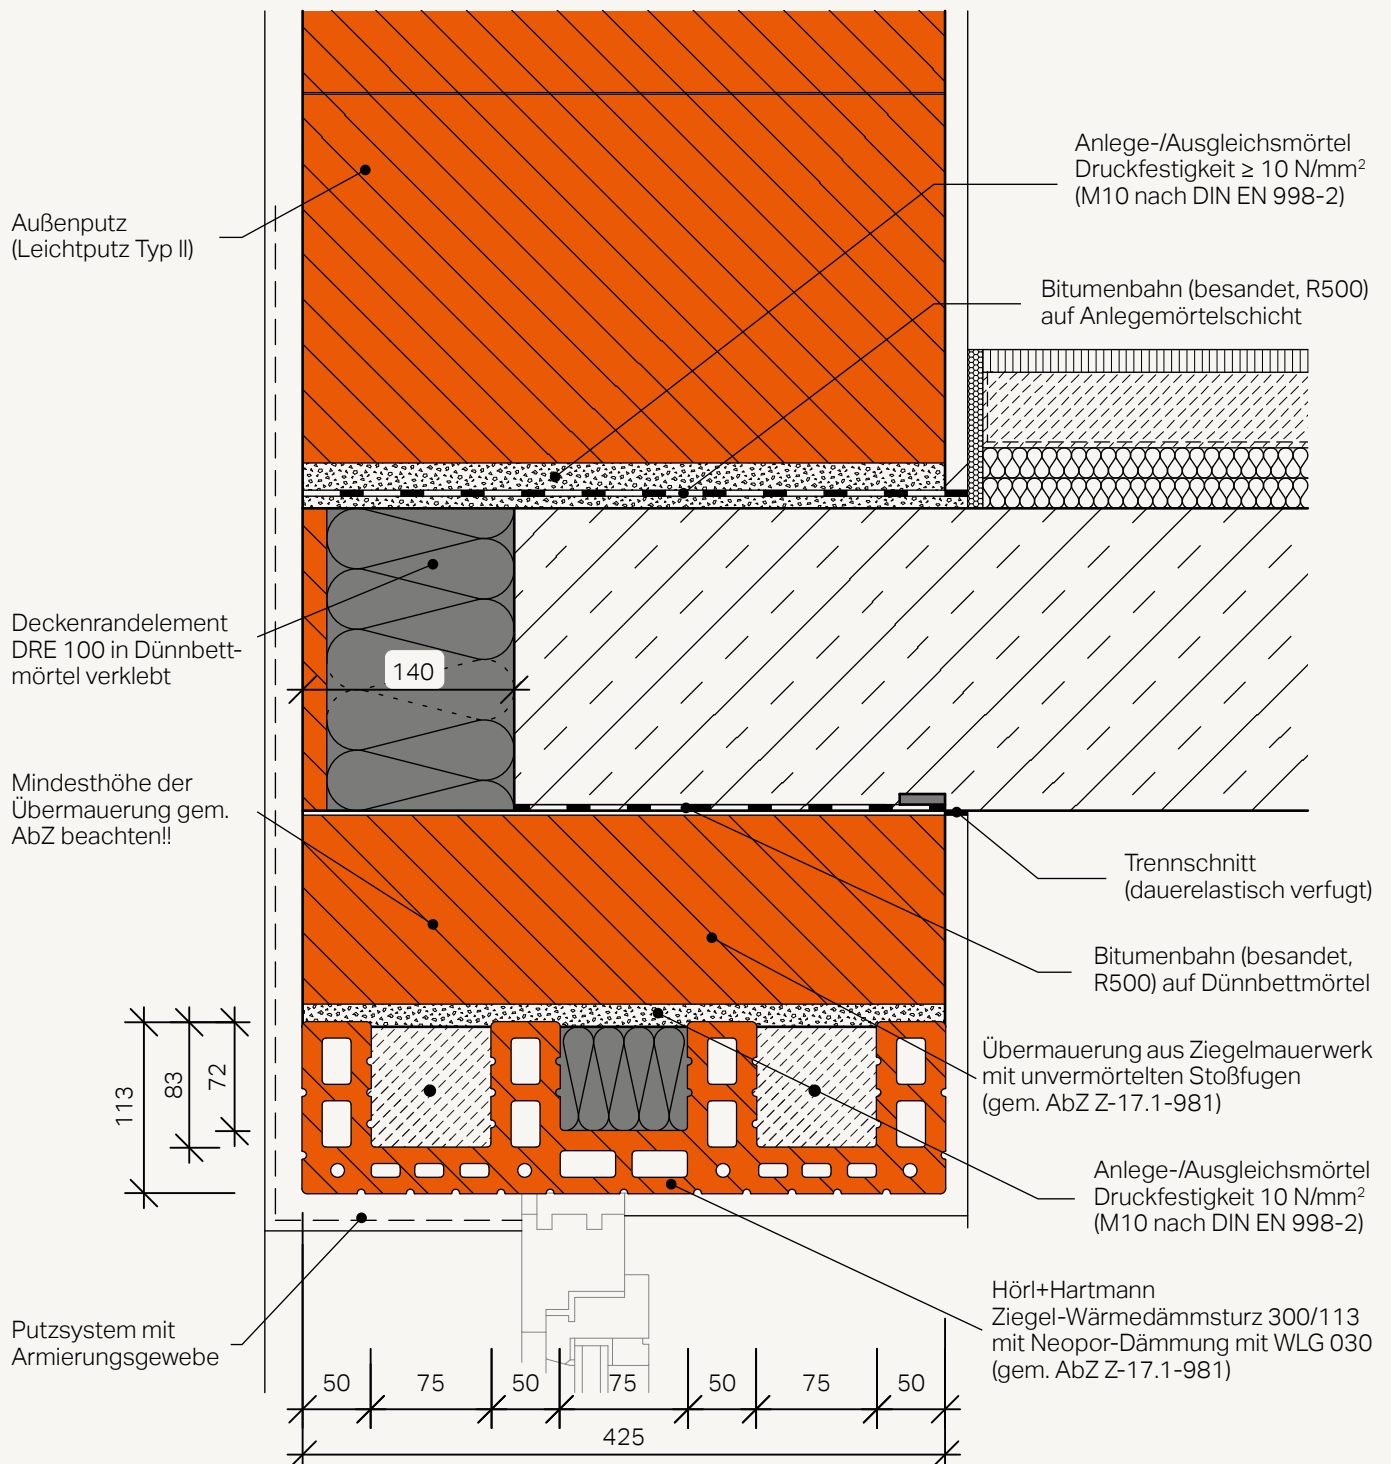 Anlege-/Ausgleichsmörtel
Druckfestigkeit ≥ 10 N/mm²
(M10 nach DIN EN 998-2)
Außenputz
(Leichtputz Typ II)
Bitumenbahn (besandet, R500)
auf Anlegemörtelschicht
Deckenrandelement
DRE 100 in Dünnbett-
mörtel verklebt
140
Mindesthöhe der
Übermauerung gem.
AbZ beachten!!
Trennschnitt
(dauerelastisch verfugt)
Bitumenbahn (besandet,
R500) auf Dünnbettmörtel
Übermauerung aus Ziegelmauerwerk
mit unvermörtelten Stoßfugen
(gem. AbZ Z-17.1-981)
113
83
72
Anlege-/Ausgleichsmörtel
Druckfestigkeit 10 N/mm²
(M10 nach DIN EN 998-2)
Hörl+Hartmann
Ziegel-Wärmedämmsturz 300/113
mit Neopor-Dämmung mit WLG 030
(gem. AbZ Z-17.1-981)
Putzsystem mit
Armierungsgewebe
50 75 50 75 50 75 50
425